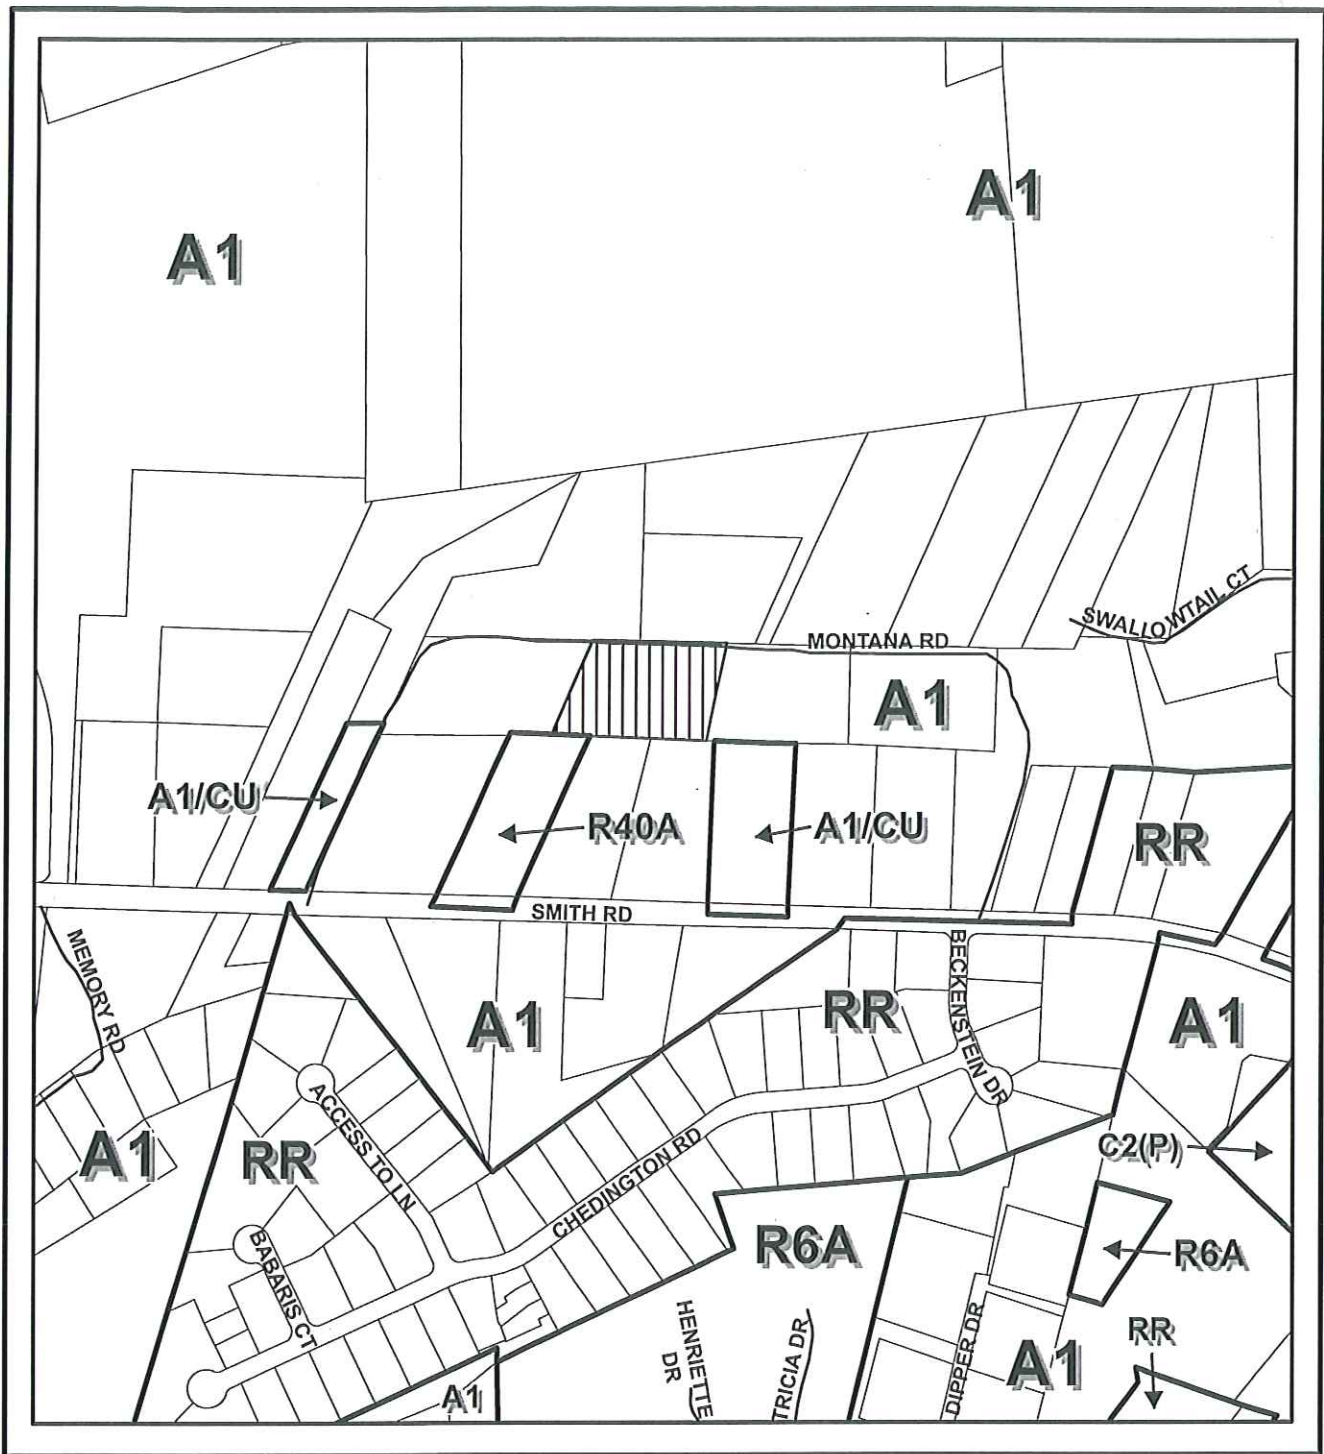 A1
A1
SWALLOWTAIL CT
MONTANA RD
A1
A1/CU
R40A
A1/CU
RR
SMITH RD
MEMORY RD
BECKENSTEIN DR
A1
RR
A1
ACCESS TO LN
A1
RR
CHEDINGTON RD
C2(P)
BABARIS CT
R6A
R6A
HENRIETTE
DR
TRICIA DR
DIPPER DR
RR
A1
A1